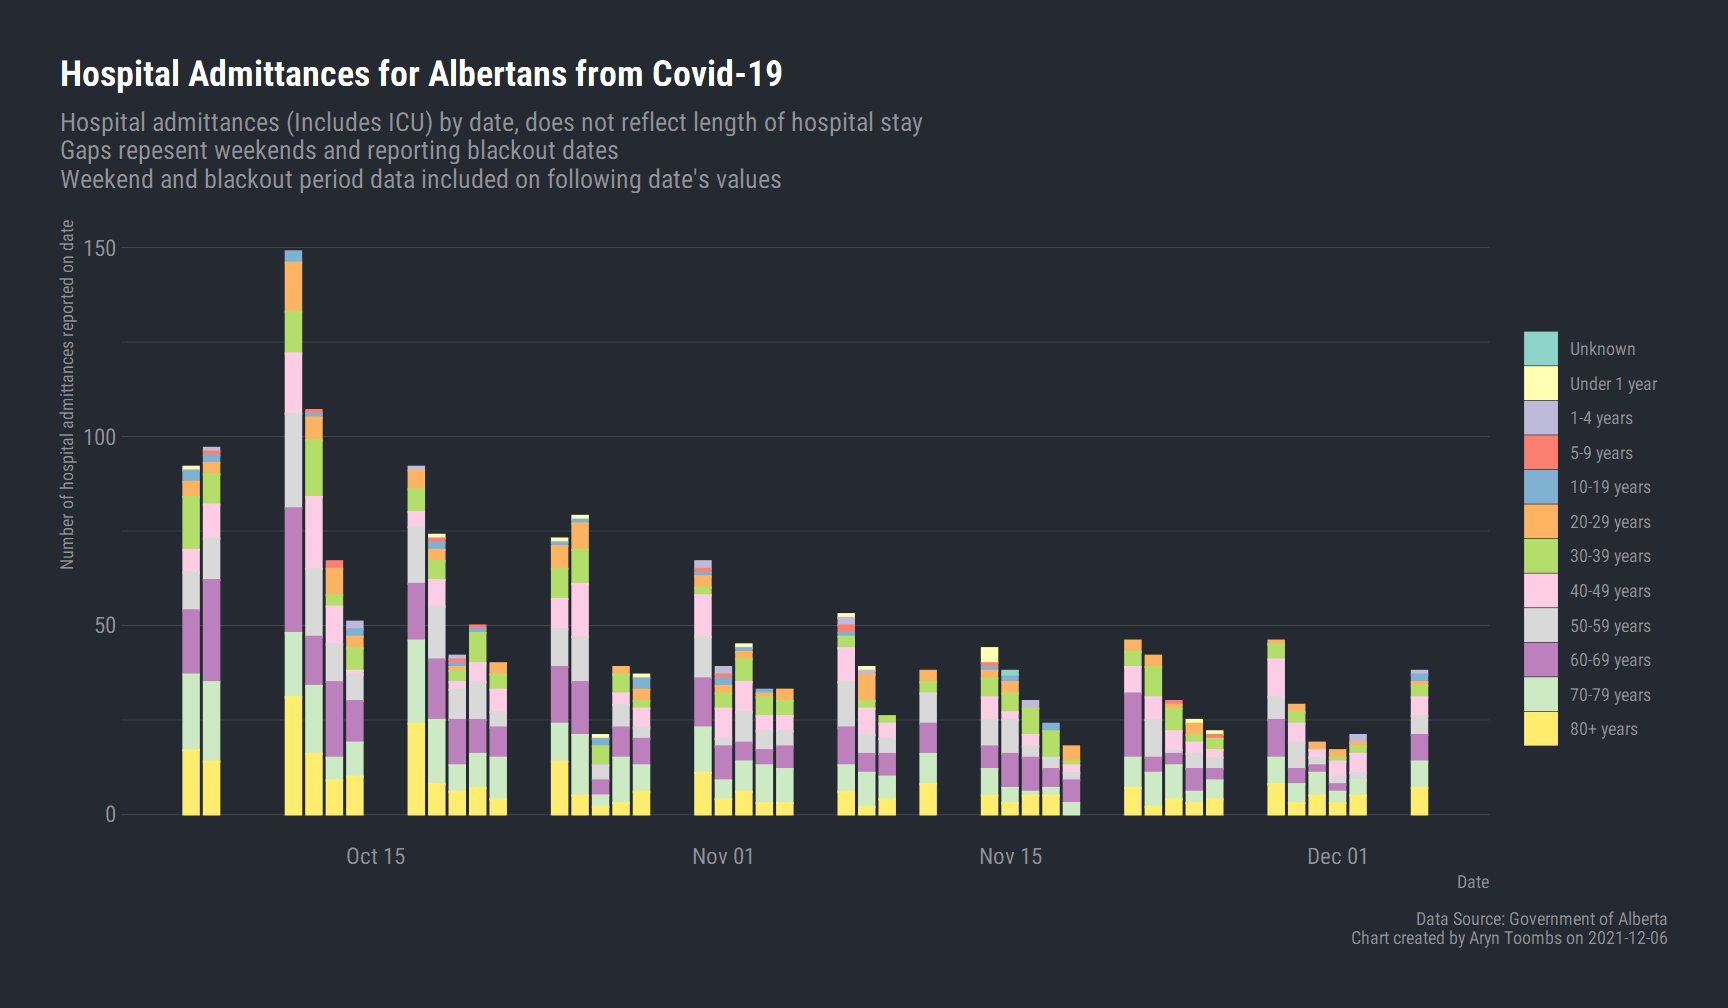 Hospital Admittances for Albertans from Covid-19
Hospital admittances (Includes ICU) by date, does not reflect length of hospital stay
Gaps repesent weekends and reporting blackout dates
Weekend and blackout period data included on following date's values
Number of hospital admittances reported on date
150
100
50
0
Oct 15
Nov 01
Nov 15
Dec 01
Date
Unknown
Under 1 year
1-4 years
5-9 years
10-19 years
20-29 years
30-39 years
40-49 years
50-59 years
60-69 years
70-79 years
80+ years
Data Source: Government of Alberta
Chart created by Aryn Toombs on 2021-12-06